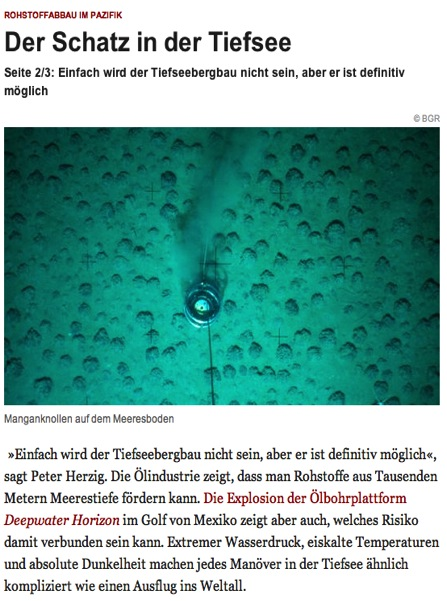 ROHSTOFFABBAU IM PAZIFIK
Der Schatz in der Tiefsee
Seite 2/3: Einfach wird der Tiefseebergbau nicht sein, aber er ist definitiv
möglich
© BGR
Manganknollen auf dem Meeresboden
»Einfach wird der Tiefseebergbau nicht sein, aber er ist definitiv möglich«,
sagt Peter Herzig. Die Ölindustrie zeigt, dass man Rohstoffe aus Tausenden
Metern Meerestiefe fördern kann. Die Explosion der Ölbohrplattform
Deepwater Horizon im Golf von Mexiko zeigt aber auch, welches Risiko
damit verbunden sein kann. Extremer Wasserdruck, eiskalte Temperaturen
und absolute Dunkelheit machen jedes Manöver in der Tiefsee ähnlich
kompliziert wie einen Ausflug ins Weltall.